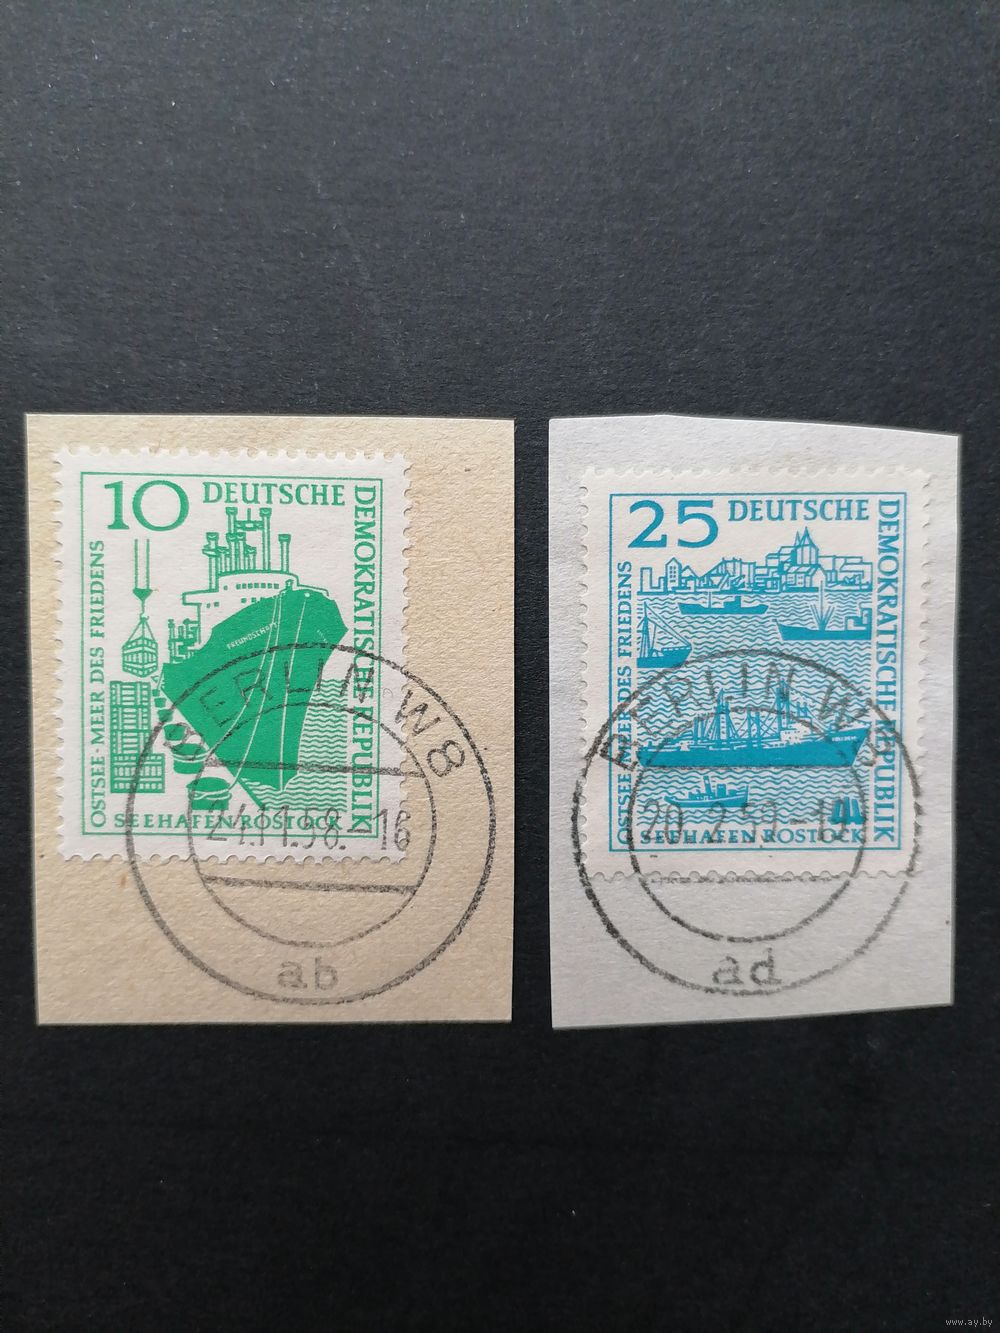 10 DEUTSCHE
DEMOKRATISCHE REPUBLIK
OSTSEE-MEER DES FRIEDENS
FREUNDSCHAFT
SEEHAFEN ROSTOCK
BERLIN W8
24.11.58.-16
ab
25 DEUTSCHE
DEMOKRATISCHE REPUBLIK
OSTSEE-MEER DES FRIEDENS
SEEHAFEN ROSTOCK
BERLIN W8
ad
www.ay.by